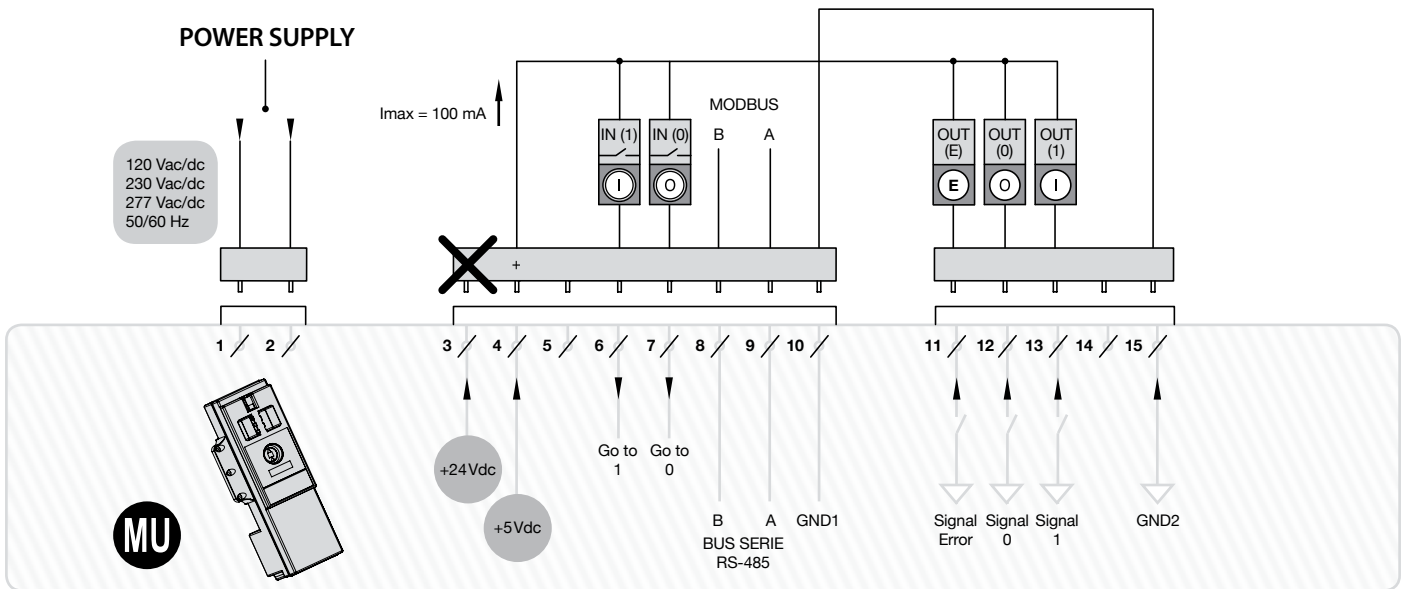 POWER SUPPLY
Imax = 100 mA
120 Vac/dc
230 Vac/dc
277 Vac/dc
50/60 Hz
IN (1)
I
IN (0)
O
MODBUS
B A
OUT
(E)
E
OUT
(0)
O
OUT
(1)
I
+
1 2 3 4 5 6 7 8 9 10 11 12 13 14 15
+24Vdc
+5Vdc
Go to
1
Go to
0
B A GND1
BUS SERIE
RS-485
Signal
Error
Signal
0
Signal
1
GND2
MU